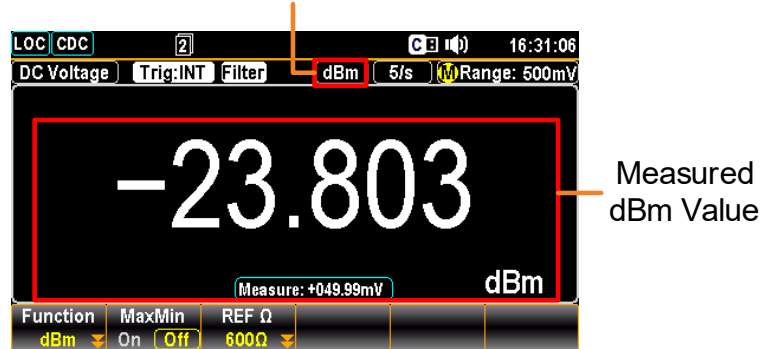 LOC CDC 2 C 16:31:06
DC Voltage Trig:INT Filter dBm 5/s M Range: 500mV
-23.803
Measured
dBm Value
Measure: +049.99mV dBm
Function MaxMin REF Ω
dBm On Off 600Ω